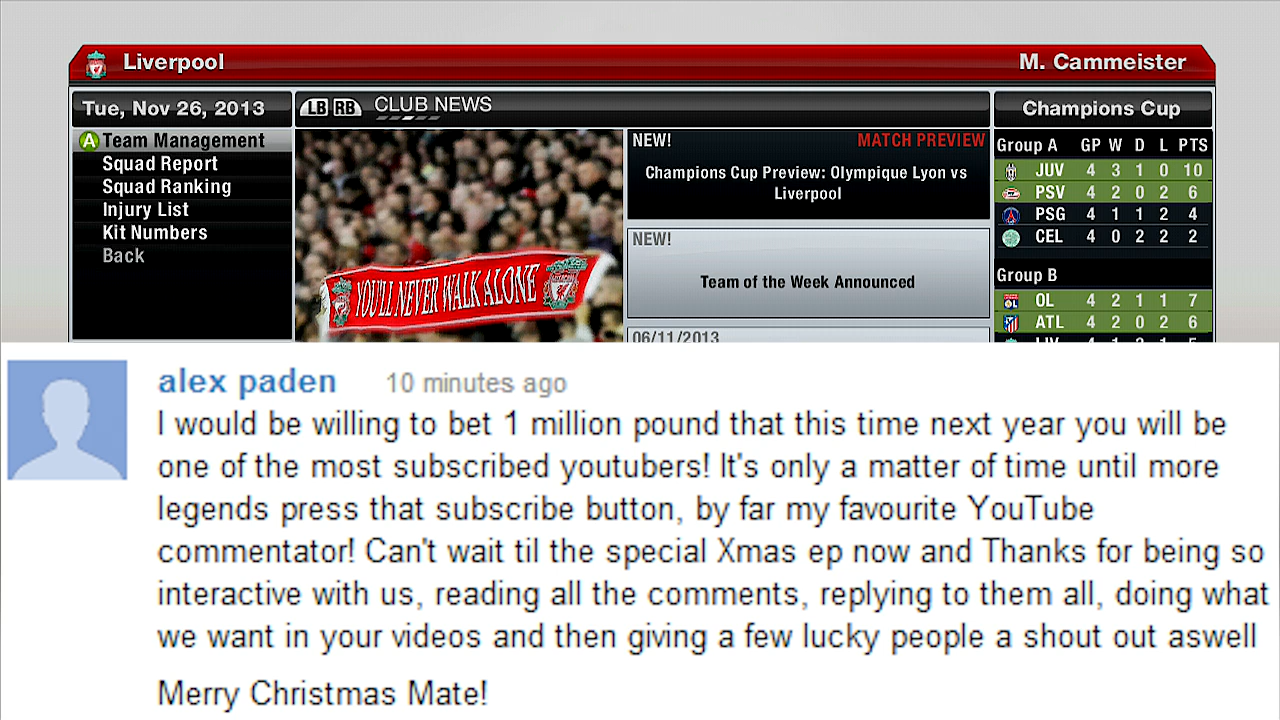 Liverpool
M. Cammeister
Tue, Nov 26, 2013
A Team Management
Squad Report
Squad Ranking
Injury List
Kit Numbers
Back
LB RB CLUB NEWS
YOU'LL NEVER WALK ALONE
NEW! MATCH PREVIEW
Champions Cup Preview: Olympique Lyon vs
Liverpool
NEW!
Team of the Week Announced
06/11/2013
Champions Cup
Group A GP W D L PTS
JUV 4 3 1 0 10
PSV 4 2 0 2 6
PSG 4 1 1 2 4
CEL 4 0 2 2 2
Group B
OL 4 2 1 1 7
ATL 4 2 0 2 6
alex paden 10 minutes ago
I would be willing to bet 1 million pound that this time next year you will be
one of the most subscribed youtubers! It's only a matter of time until more
legends press that subscribe button, by far my favourite YouTube
commentator! Can't wait til the special Xmas ep now and Thanks for being so
interactive with us, reading all the comments, replying to them all, doing what
we want in your videos and then giving a few lucky people a shout out aswell
Merry Christmas Mate!